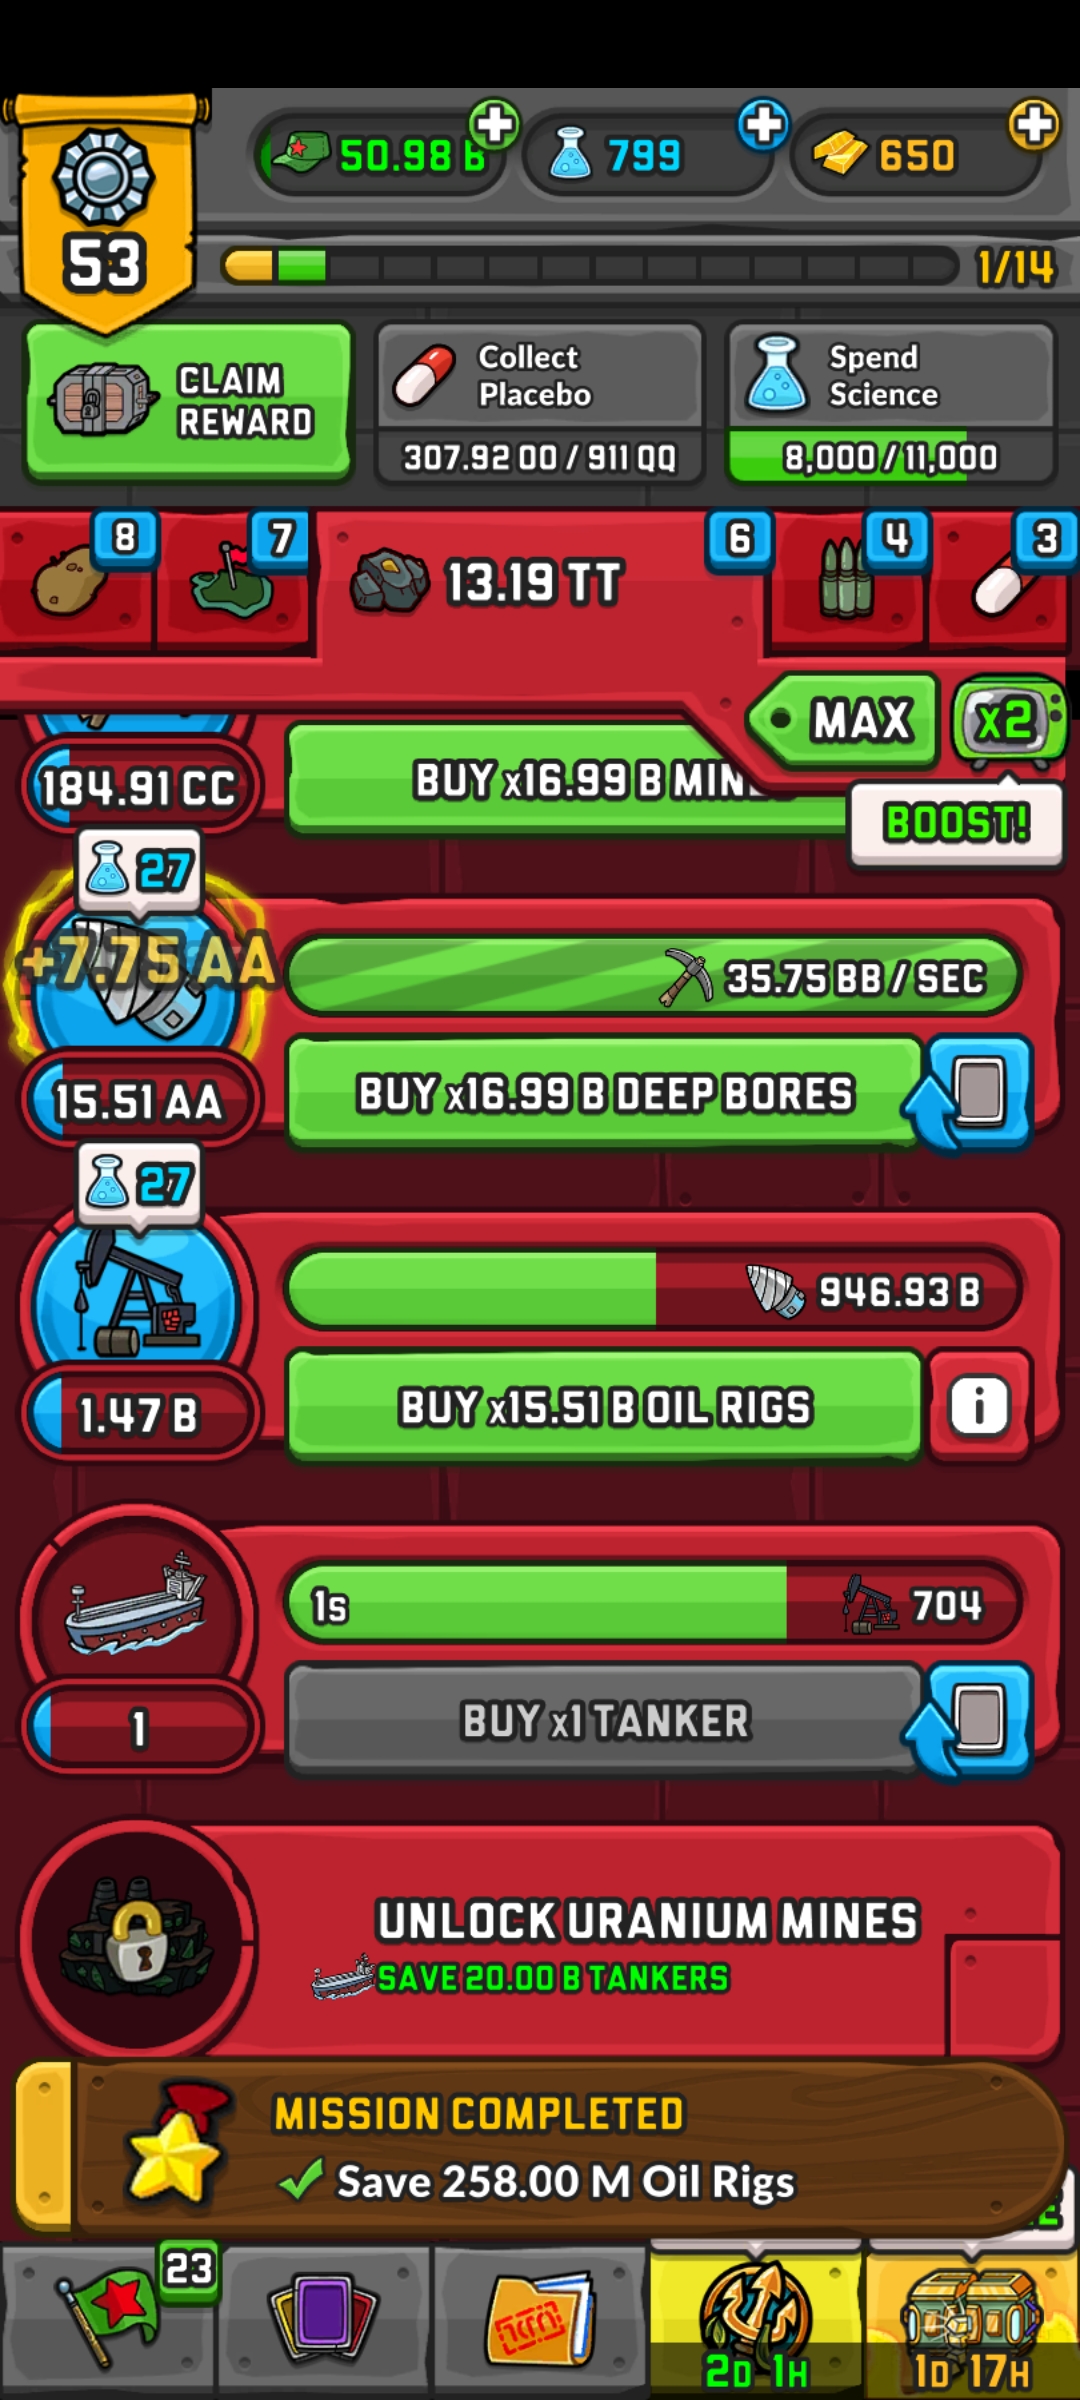 53
50.98 B
799
650
1/14
CLAIM
REWARD
Collect
Placebo
307.92 OO / 911 QQ
Spend
Science
8,000 / 11,000
8
7
13.19 TT
6
4
3
MAX
x2
BOOST!
184.91 CC
BUY x16.99 B
27
+7.75 AA
35.75 BB / SEC
15.51 AA
BUY x16.99 B DEEP BORES
27
946.93 B
1.47 B
BUY x15.51 B OIL RIGS
i
1s
704
1
BUY x1 TANKER
UNLOCK URANIUM MINES
SAVE 20.00 B TANKERS
MISSION COMPLETED
Save 258.00 M Oil Rigs
23
2D 1H
1D 17H